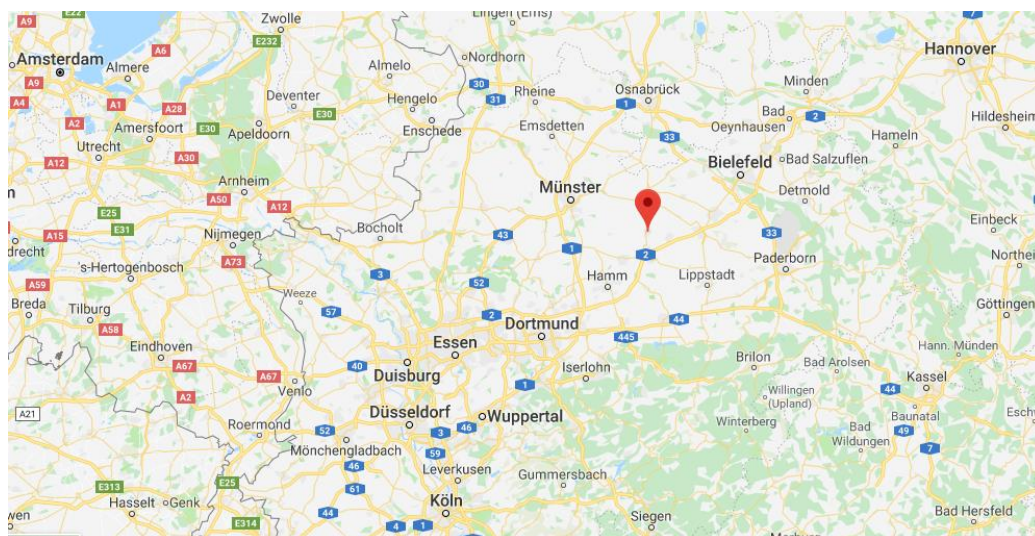 E22
A7
A9
Zwolle
Lingen (Ems)
7
E232
A6
Amsterdam
Almere
Almelo
Nordhorn
Hannover
A9
30
Rheine
Osnabrück
Minden
A4
A1
A28
Deventer
E30
Hengelo
31
1
Bad
Oeynhausen
2
Hildesheim
A2
Amersfoort
E30
Apeldoorn
Enschede
Emsdetten
33
Hameln
Utrecht
A30
A12
Bielefeld
Bad Salzuflen
Arnheim
A50
A12
Münster
Detmold
E25
E31
Bocholt
43
1
2
33
Einbeck
A15
Nijmegen
drecht
Paderborn
Northei
's-Hertogenbosch
A73
3
52
Hamm
Lippstadt
A59
Breda
Tilburg
Weeze
57
2
Dortmund
44
Göttingen
A58
Essen
445
Eindhoven
A67
Duisburg
40
Iserlohn
Brilon
Bad Arolsen
Hann. Münden
A67
A2
Venlo
1
Willingen
(Upland)
44
Kassel
A21
Düsseldorf
Wuppertal
Baunatal
Esch
Roermond
52
3
46
Winterberg
Bad
Wildungen
49
7
Mönchengladbach
59
46
Leverkusen
Gummersbach
E313
E25
61
Hasselt
Genk
Köln
44
Bad Hersfeld
wen
E314
4
1
Siegen